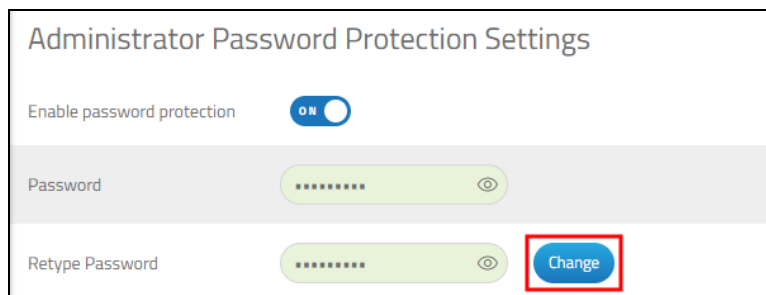 Administrator Password Protection Settings
Enable password protection ON
Password ▪▪▪▪▪▪▪▪▪
Retype Password ▪▪▪▪▪▪▪▪▪ Change